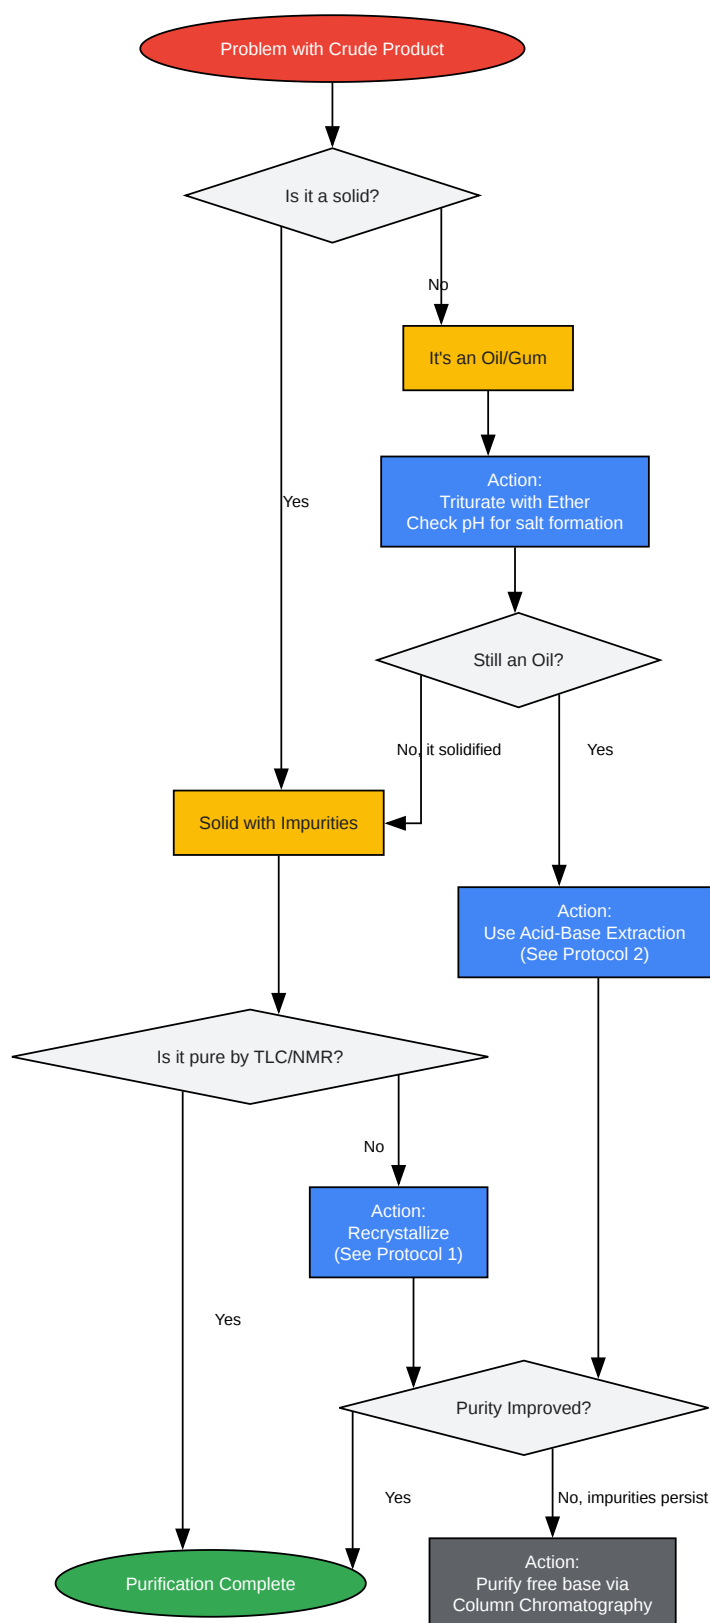 Problem with Crude Product
Is it a solid?
No
It's an Oil/Gum
Action:
Triturate with Ether
Check pH for salt formation
Yes
Still an Oil?
No, it solidified
Yes
Solid with Impurities
Action:
Use Acid-Base Extraction
(See Protocol 2)
Is it pure by TLC/NMR?
No
Action:
Recrystallize
(See Protocol 1)
Yes
Purity Improved?
Yes
No, impurities persist
Action:
Purify free base via
Column Chromatography
Purification Complete